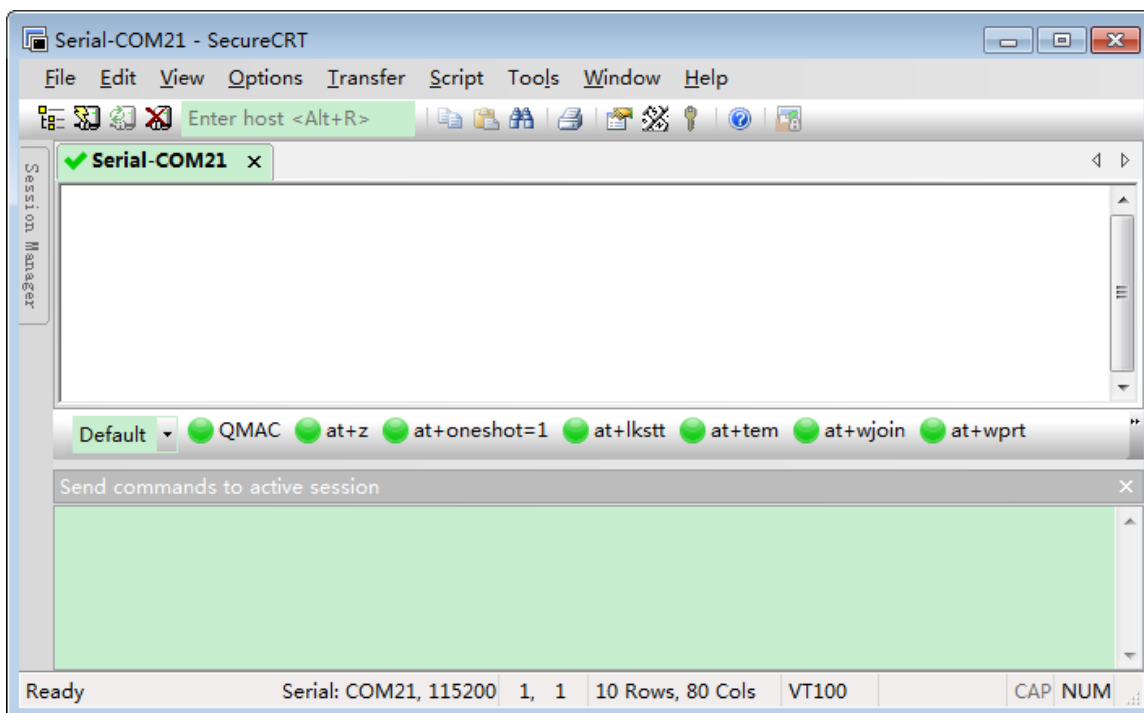 Serial-COM21 - SecureCRT
File Edit View Options Transfer Script Tools Window Help
Enter host <Alt+R>
Serial-COM21
Session Manager
Default QMAC at+z at+oneshot=1 at+lkstt at+tem at+wjoin at+wprt
Send commands to active session
Ready Serial: COM21, 115200 1, 1 10 Rows, 80 Cols VT100 CAP NUM